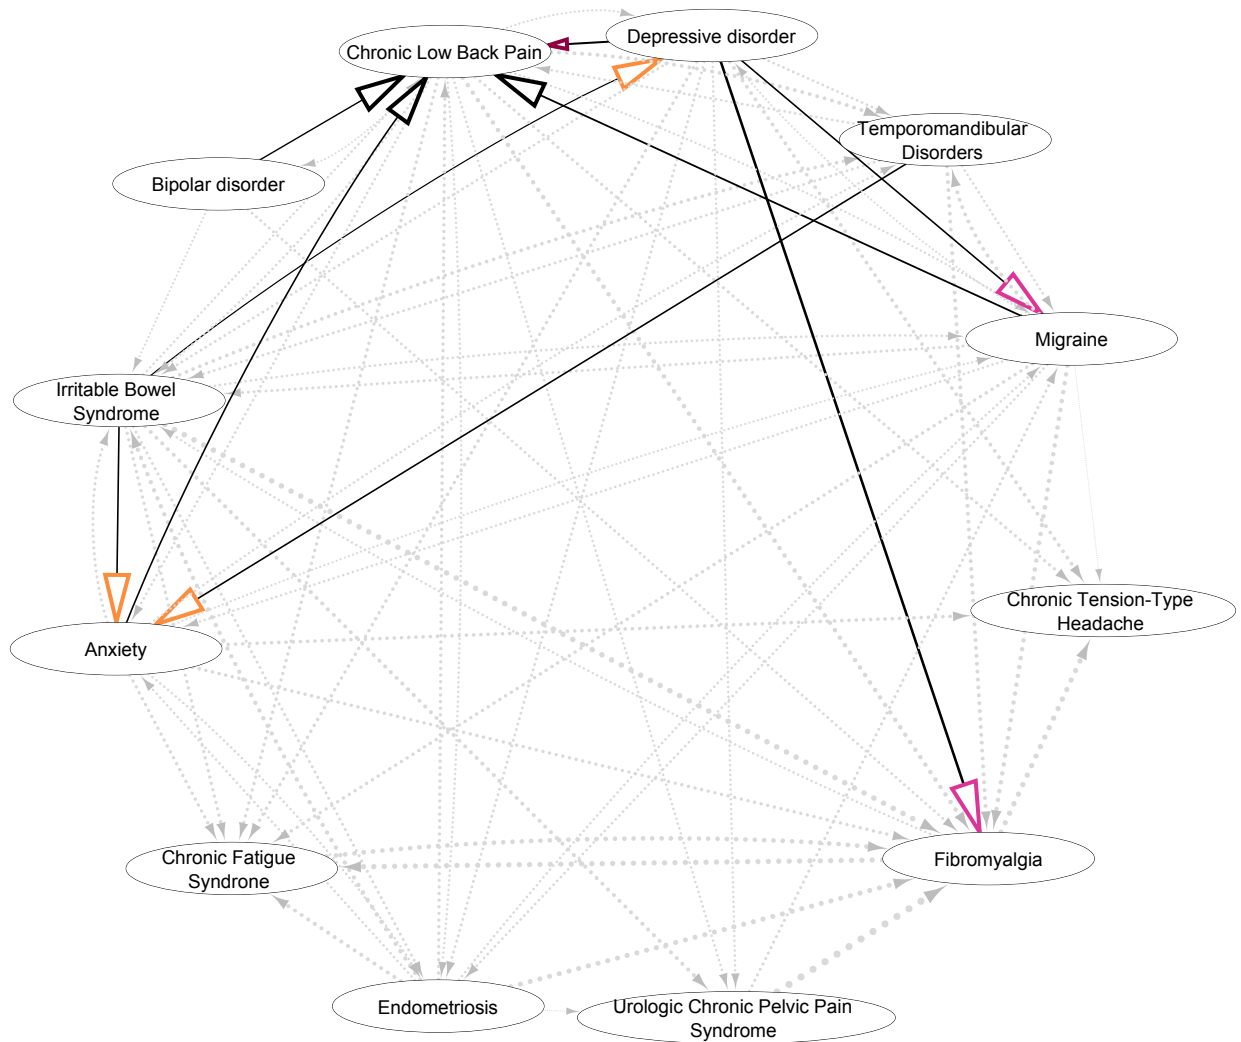 Depressive disorder
Chronic Low Back Pain
Temporomandibular
Disorders
Bipolar disorder
Migraine
Irritable Bowel
Syndrome
Chronic Tension-Type
Headache
Anxiety
Chronic Fatigue
Syndrone
Fibromyalgia
Endometriosis
Urologic Chronic Pelvic Pain
Syndrome